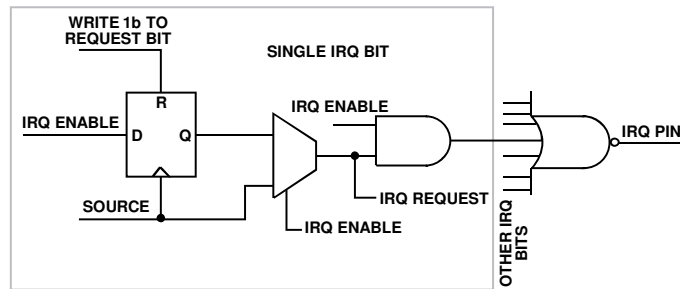 WRITE 1b TO
REQUEST BIT
SINGLE IRQ BIT
R
IRQ ENABLE
IRQ ENABLE
D
Q
IRQ PIN
IRQ REQUEST
SOURCE
IRQ ENABLE
OTHER IRQ
BITS